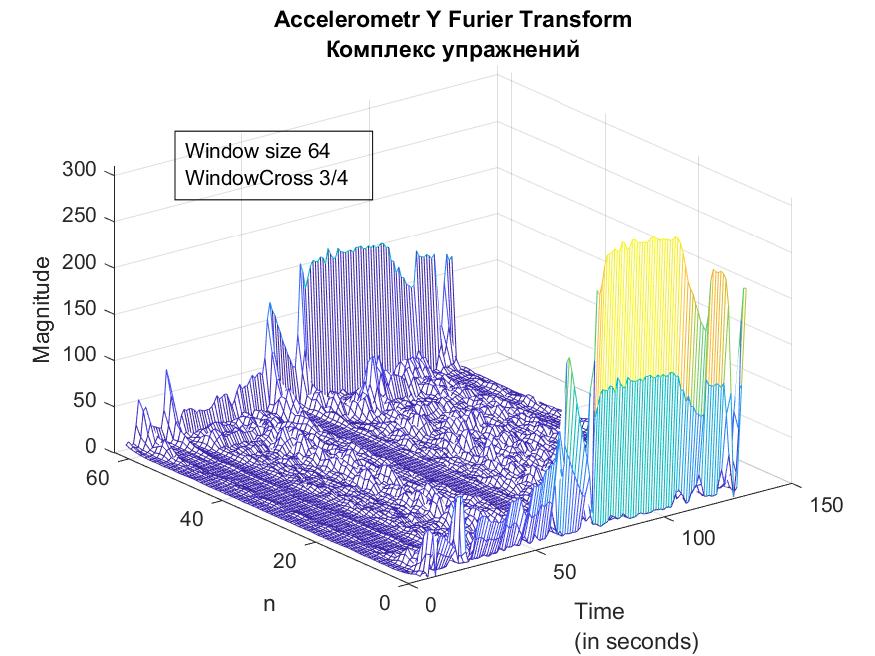 Accelerometr Y Furier Transform
Комплекс упражнений
Window size 64
WindowCross 3/4
300
250
200
150
100
50
0
Magnitude
60
40
20
0
n
0
50
100
150
Time
(in seconds)